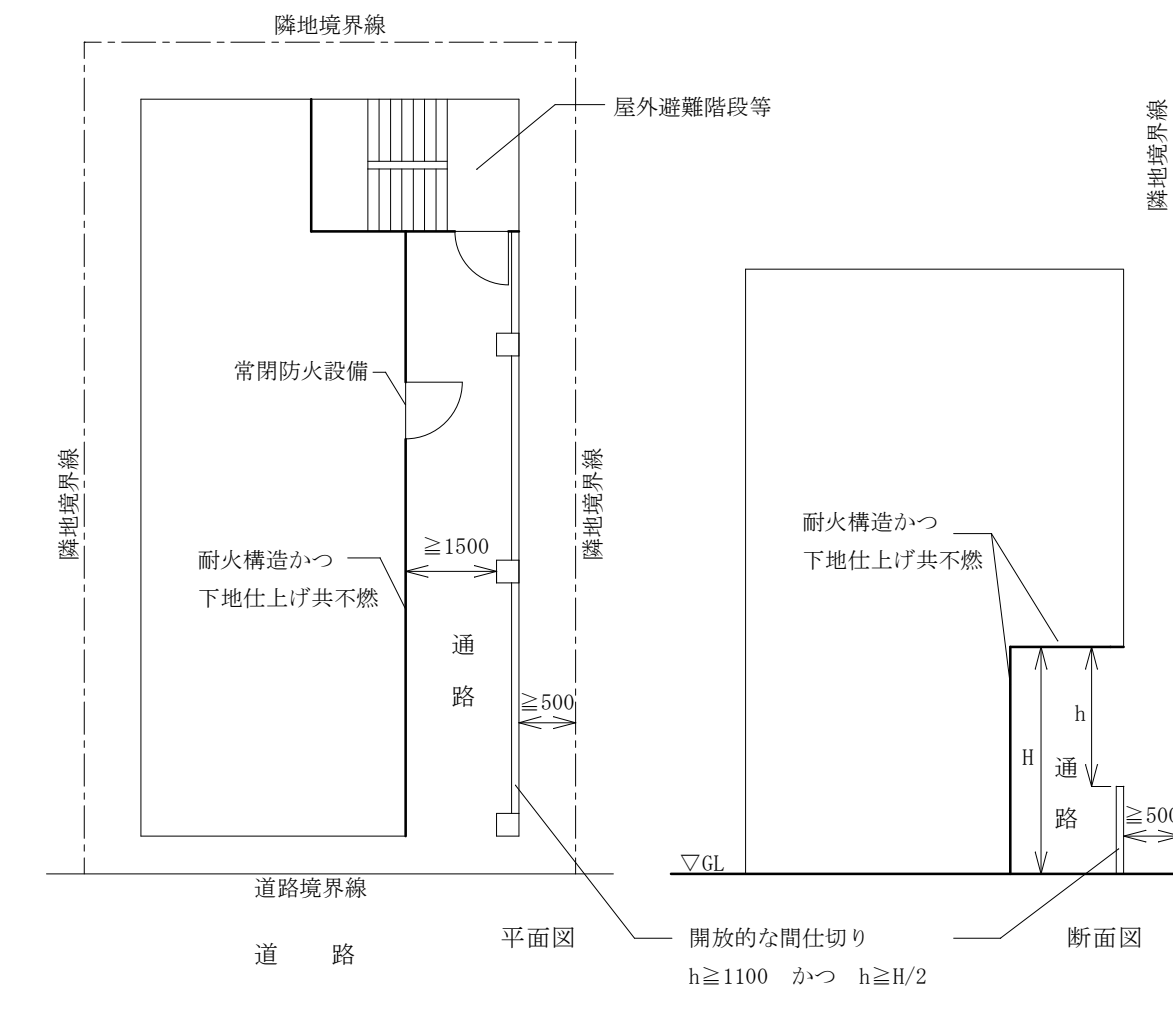 隣地境界線
屋外避難階段等
隣地境界線
常閉防火設備
隣地境界線
隣地境界線
耐火構造かつ
下地仕上げ共不燃
≧1500
通
路
≧500
耐火構造かつ
下地仕上げ共不燃
h
H
通
路
≧500
▽GL
道路境界線
道　路
平面図
開放的な間仕切り
h≧1100　かつ　h≧H/2
断面図